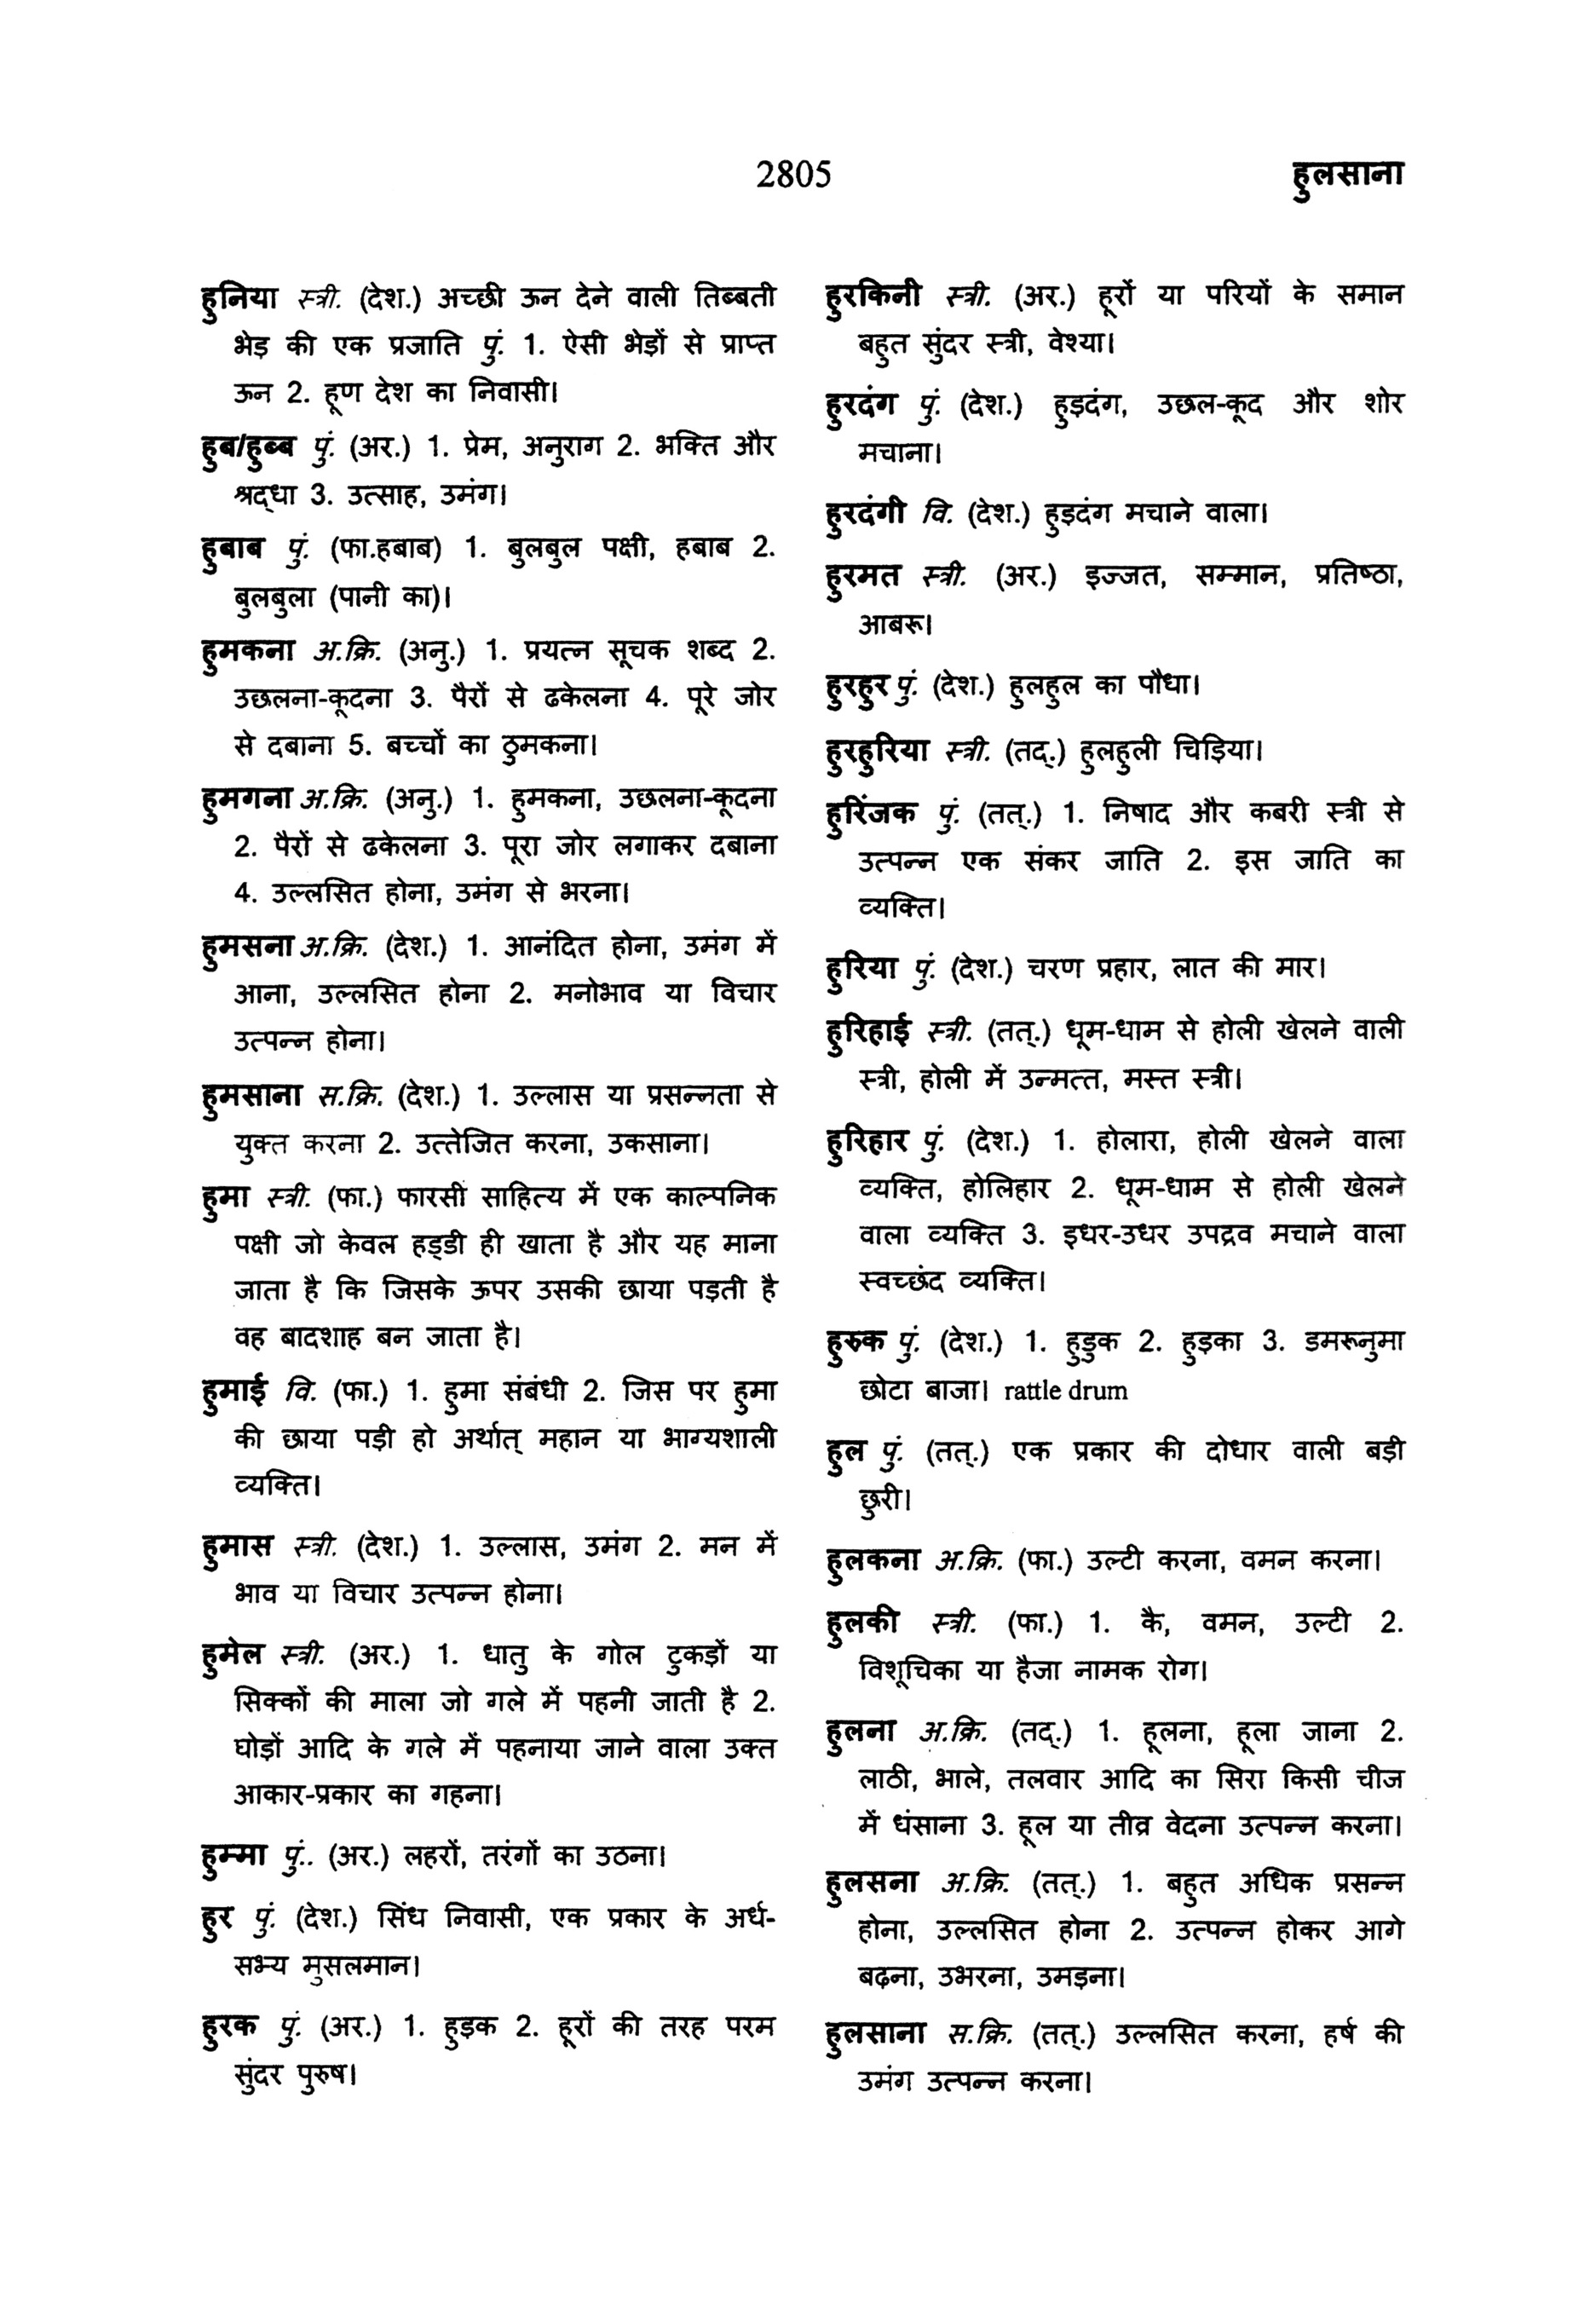 2805
हुलसाना
हुनिया स्त्री. (देश.) अच्छी ऊन देने वाली तिब्बती
भेड़ की एक प्रजाति पुं. 1. ऐसी भेड़ों से प्राप्त
ऊन 2. हूण देश का निवासी।
हुब/हुब्ब पुं. (अर.) 1. प्रेम, अनुराग 2. भक्ति और
श्रद्धा 3. उत्साह, उमंग।
हुबाब पुं. (फा.हबाब) 1. बुलबुल पक्षी, हबाब 2.
बुलबुला (पानी का)।
हुमकना अ.क्रि. (अनु.) 1. प्रयत्न सूचक शब्द 2.
उछलना-कूदना 3. पैरों से ढकेलना 4. पूरे जोर
से दबाना 5. बच्चों का ठुमकना।
हुमगना अ.क्रि. (अनु.) 1. हुमकना, उछलना-कूदना
2. पैरों से ढकेलना 3. पूरा जोर लगाकर दबाना
4. उल्लसित होना, उमंग से भरना।
हुमसना अ.क्रि. (देश.) 1. आनंदित होना, उमंग में
आना, उल्लसित होना 2. मनोभाव या विचार
उत्पन्न होना।
हुमसाना स.क्रि. (देश.) 1. उल्लास या प्रसन्नता से
युक्त करना 2. उत्तेजित करना, उकसाना।
हुमा स्त्री. (फा.) फारसी साहित्य में एक काल्पनिक
पक्षी जो केवल हड्डी ही खाता है और यह माना
जाता है कि जिसके ऊपर उसकी छाया पड़ती है
वह बादशाह बन जाता है।
हुमाई वि. (फा.) 1. हुमा संबंधी 2. जिस पर हुमा
की छाया पड़ी हो अर्थात् महान या भाग्यशाली
व्यक्ति।
हुमास स्त्री. (देश.) 1. उल्लास, उमंग 2. मन में
भाव या विचार उत्पन्न होना।
हुमेल स्त्री. (अर.) 1. धातु के गोल टुकड़ों या
सिक्कों की माला जो गले में पहनी जाती है 2.
घोड़ों आदि के गले में पहनाया जाने वाला उक्त
आकार-प्रकार का गहना।
हुम्मा पुं.. (अर.) लहरों, तरंगों का उठना।
हुर पुं. (देश.) सिंध निवासी, एक प्रकार के अर्ध-
सभ्य मुसलमान।
हुरक पुं. (अर.) 1. हुड़क 2. हूरों की तरह परम
सुंदर पुरुष।
हुरकिनी स्त्री. (अर.) हूरों या परियों के समान
बहुत सुंदर स्त्री, वेश्या।
हुरदंग पुं. (देश.) हुड़दंग, उछल-कूद और शोर
मचाना।
हुरदंगी वि. (देश.) हुड़दंग मचाने वाला।
हुरमत स्त्री. (अर.) इज्जत, सम्मान, प्रतिष्ठा,
आबरू।
हुरहुर पुं. (देश.) हुलहुल का पौधा।
हुरहुरिया स्त्री. (तद्.) हुलहुली चिड़िया।
हुरिंजक पुं. (तत्.) 1. निषाद और कबरी स्त्री से
उत्पन्न एक संकर जाति 2. इस जाति का
व्यक्ति।
हुरिया पुं. (देश.) चरण प्रहार, लात की मार।
हुरिहाई स्त्री. (तत्.) धूम-धाम से होली खेलने वाली
स्त्री, होली में उन्मत्त, मस्त स्त्री।
हुरिहार पुं. (देश.) 1. होलारा, होली खेलने वाला
व्यक्ति, होलिहार 2. धूम-धाम से होली खेलने
वाला व्यक्ति 3. इधर-उधर उपद्रव मचाने वाला
स्वच्छंद व्यक्ति।
हुरुक पुं. (देश.) 1. हुडुक 2. हुड़का 3. डमरूनुमा
छोटा बाजा। rattle drum
हुल पुं. (तत्.) एक प्रकार की दोधार वाली बड़ी
छुरी।
हुलकना अ.क्रि. (फा.) उल्टी करना, वमन करना।
हुलकी स्त्री. (फा.) 1. कै, वमन, उल्टी 2.
विशूचिका या हैजा नामक रोग।
हुलना अ.क्रि. (तद्.) 1. हूलना, हूला जाना 2.
लाठी, भाले, तलवार आदि का सिरा किसी चीज
में धंसाना 3. हूल या तीव्र वेदना उत्पन्न करना।
हुलसना अ.क्रि. (तत्.) 1. बहुत अधिक प्रसन्न
होना, उल्लसित होना 2. उत्पन्न होकर आगे
बढ़ना, उभरना, उमड़ना।
हुलसाना स.क्रि. (तत्.) उल्लसित करना, हर्ष की
उमंग उत्पन्न करना।